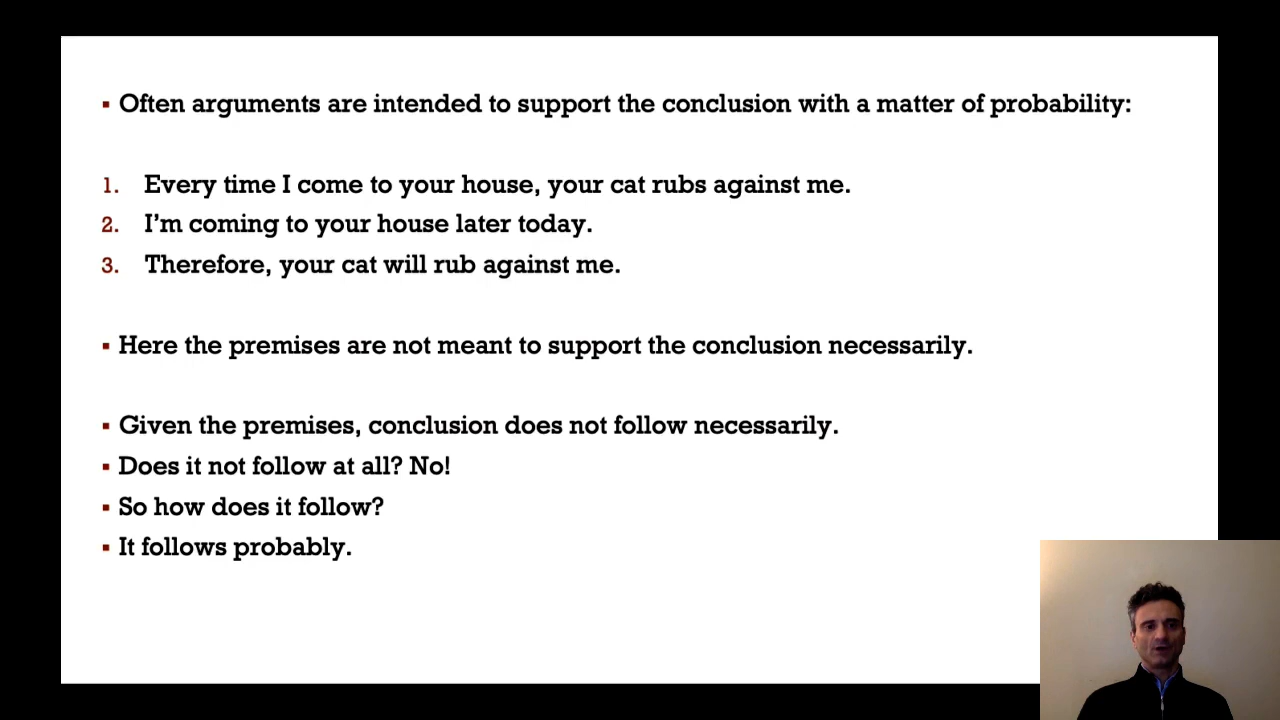 ▪ Often arguments are intended to support the conclusion with a matter of probability:
1. Every time I come to your house, your cat rubs against me.
2. I'm coming to your house later today.
3. Therefore, your cat will rub against me.
▪ Here the premises are not meant to support the conclusion necessarily.
▪ Given the premises, conclusion does not follow necessarily.
▪ Does it not follow at all? No!
▪ So how does it follow?
▪ It follows probably.